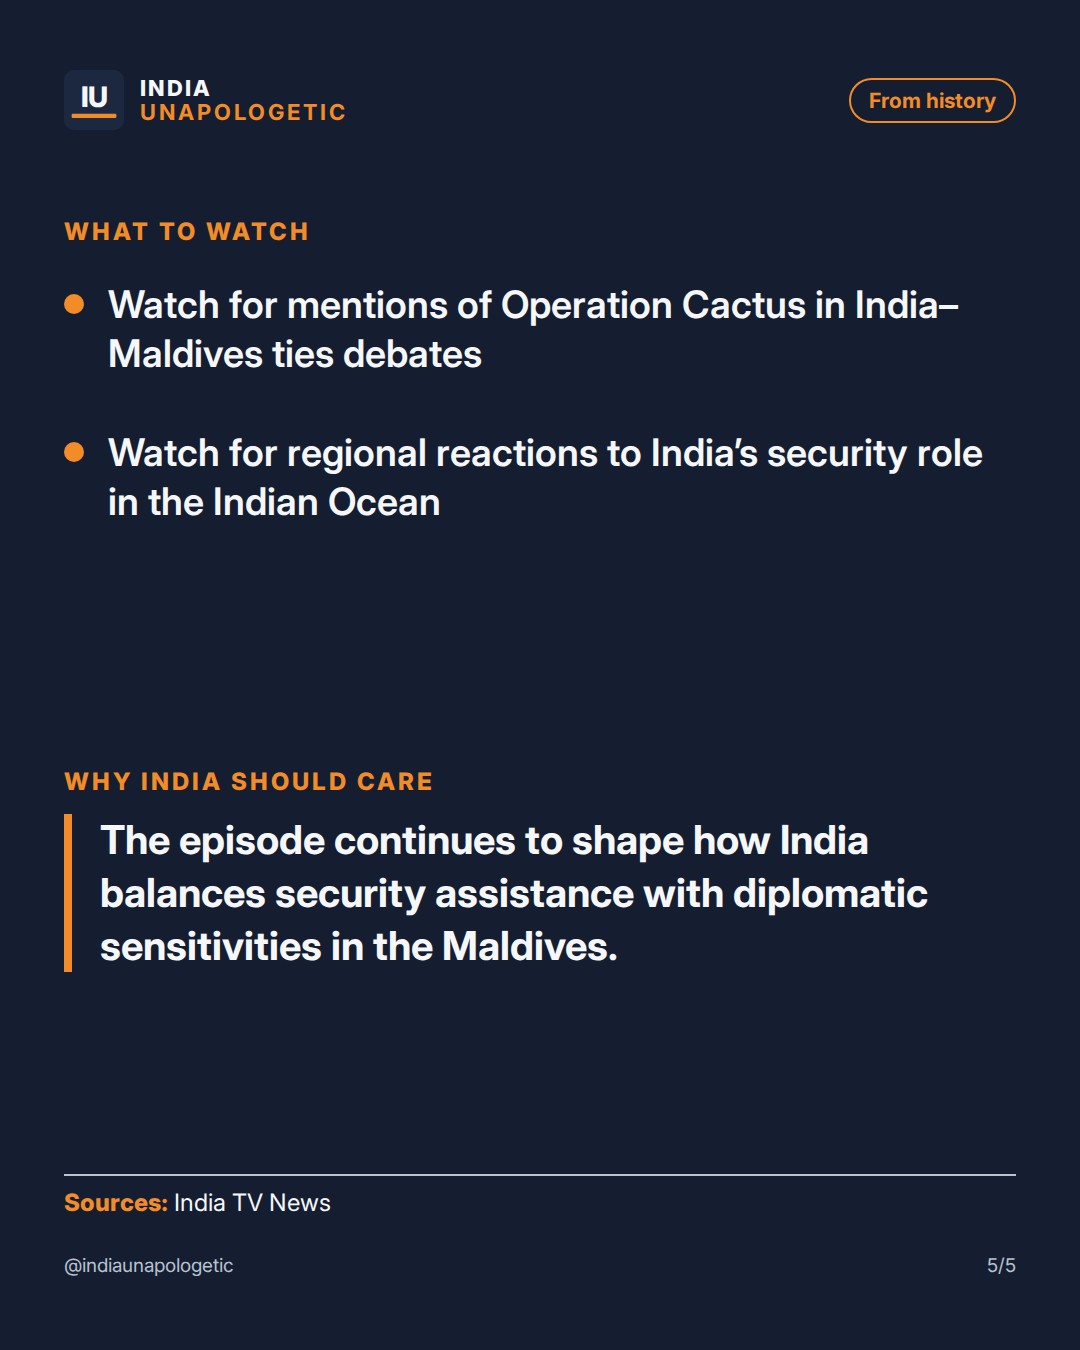 IU
INDIA
UNAPOLOGETIC
From history
WHAT TO WATCH
Watch for mentions of Operation Cactus in India–
Maldives ties debates
Watch for regional reactions to India’s security role
in the Indian Ocean
WHY INDIA SHOULD CARE
The episode continues to shape how India
balances security assistance with diplomatic
sensitivities in the Maldives.
Sources: India TV News
@indiaunapologetic
5/5